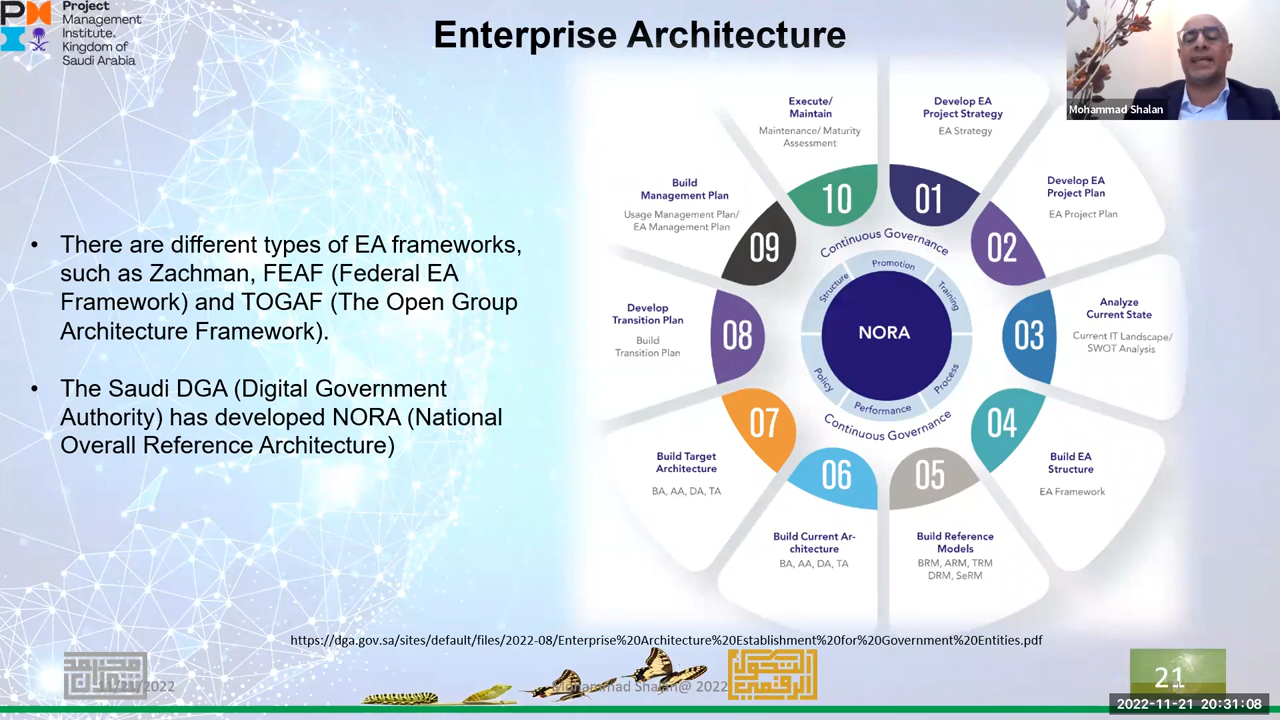 Project
Management
Institute.
Kingdom of
Saudi Arabia
Enterprise Architecture
Mohammad Shalan
• There are different types of EA frameworks,
such as Zachman, FEAF (Federal EA
Framework) and TOGAF (The Open Group
Architecture Framework).
• The Saudi DGA (Digital Government
Authority) has developed NORA (National
Overall Reference Architecture)
Execute/
Maintain
Maintenance/ Maturity
Assessment
10
Develop EA
Project Strategy
EA Strategy
01
Develop EA
Project Plan
EA Project Plan
02
Analyze
Current State
Current IT Landscape/
SWOT Analysis
03
Build EA
Structure
EA Framework
04
Build Reference
Models
BRM, ARM, TRM
DRM, SeRM
05
Build Current Ar-
chitecture
BA, AA, DA, TA
06
Build Target
Architecture
BA, AA, DA, TA
07
Develop
Transition Plan
Build
Transition Plan
08
Build
Management Plan
Usage Management Plan/
EA Management Plan
09
Continuous Governance
Promotion
Training
Process
Performance
Policy
Structure
Continuous Governance
NORA
https://dga.gov.sa/sites/default/files/2022-08/Enterprise%20Architecture%20Establishment%20for%20Government%20Entities.pdf
Mohammad Shalan@ 2022
21
2022-11-21 20:31:08